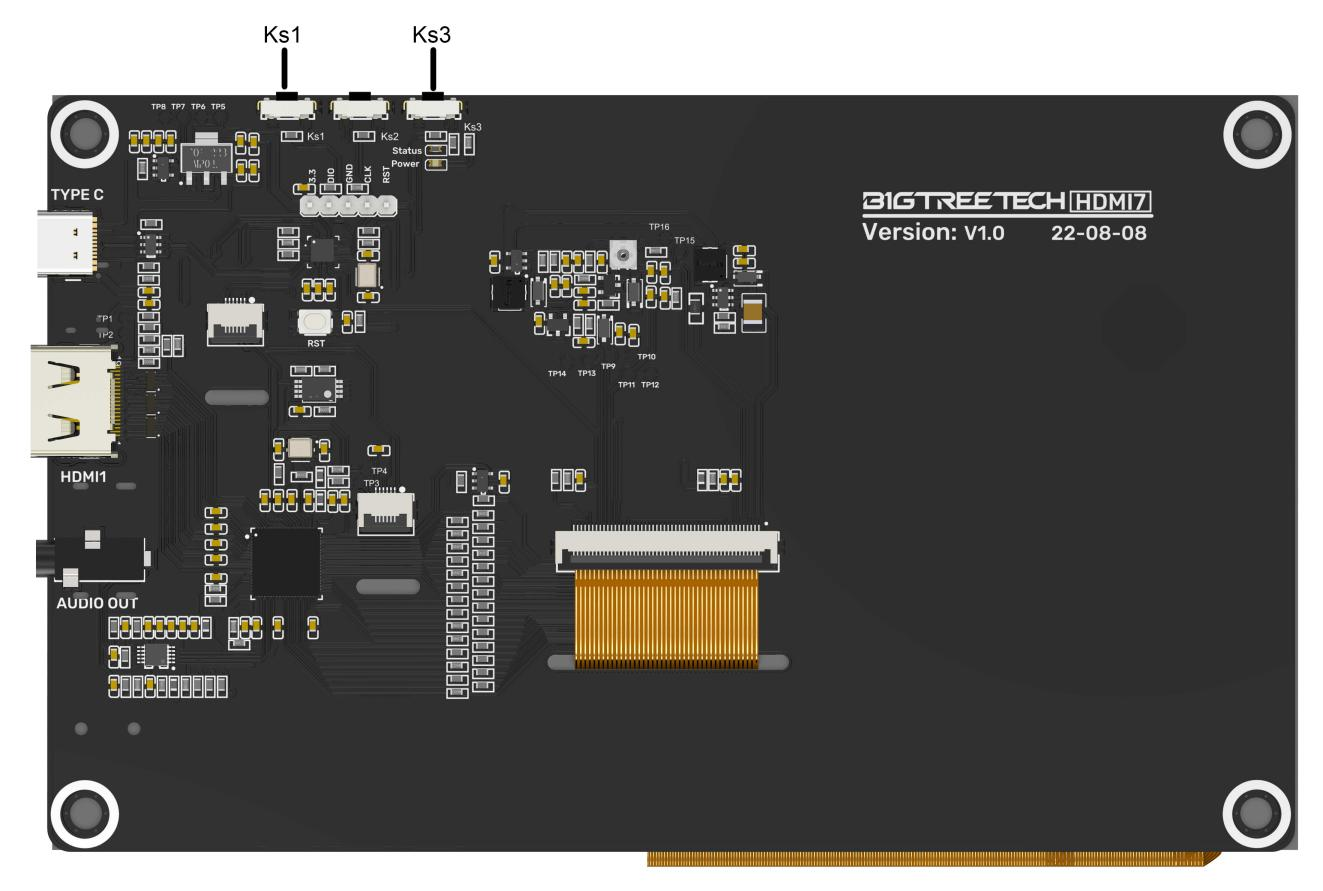 Ks1 Ks3
TP8 TP7 TP6 TP5
Ks1 Ks2 Ks3
Status
Power
3.3 DIO GND CLK RST
TYPE C
BIGTREETECH HDMI7
Version: V1.0 22-08-08
TP16
TP15
TP1
TP2
RST
TP10
TP9
TP14 TP13
TP11 TP12
HDMI1
TP4
TP3
AUDIO OUT